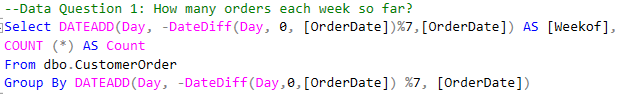 --Data Question 1: How many orders each week so far?
Select DATEADD(Day, -DateDiff(Day, 0, [OrderDate])%7,[OrderDate]) AS [Weekof],
COUNT (*) AS Count
From dbo.CustomerOrder
Group By DATEADD(Day, -DateDiff(Day,0,[OrderDate]) %7, [OrderDate])